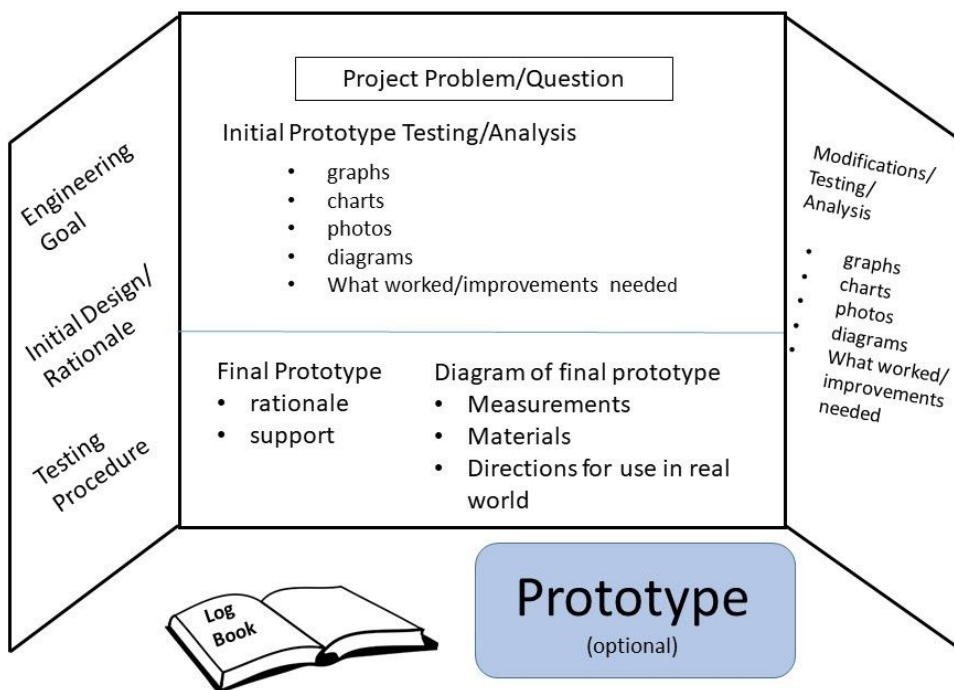 Engineering
Goal
Initial Design/
Rationale
Testing
Procedure
Project Problem/Question
Initial Prototype Testing/Analysis
• graphs
• charts
• photos
• diagrams
• What worked/improvements needed
Final Prototype
• rationale
• support
Diagram of final prototype
• Measurements
• Materials
• Directions for use in real
world
Modifications/
Testing/
Analysis
• graphs
• charts
• photos
• diagrams
• What worked/
improvements
needed
Log
Book
Prototype
(optional)